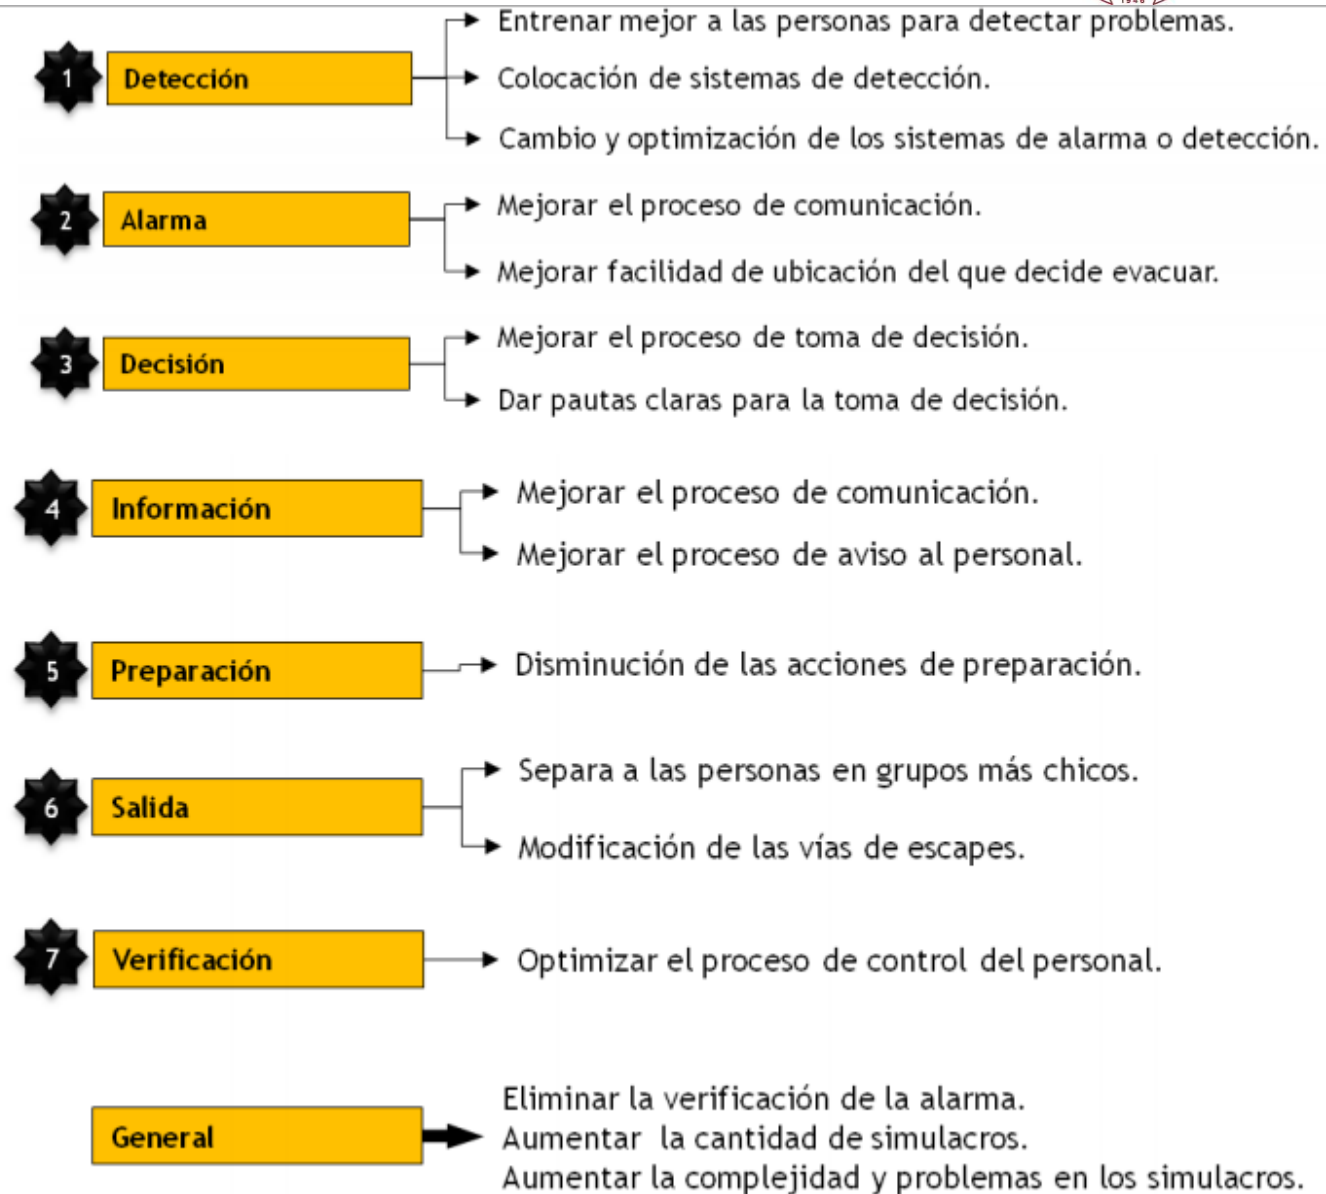 1948
Entrenar mejor a las personas para detectar problemas.
1 Detección
Colocación de sistemas de detección.
Cambio y optimización de los sistemas de alarma o detección.
2 Alarma
Mejorar el proceso de comunicación.
Mejorar facilidad de ubicación del que decide evacuar.
3 Decisión
Mejorar el proceso de toma de decisión.
Dar pautas claras para la toma de decisión.
4 Información
Mejorar el proceso de comunicación.
Mejorar el proceso de aviso al personal.
5 Preparación
Disminución de las acciones de preparación.
6 Salida
Separa a las personas en grupos más chicos.
Modificación de las vías de escapes.
7 Verificación
Optimizar el proceso de control del personal.
General
Eliminar la verificación de la alarma.
Aumentar la cantidad de simulacros.
Aumentar la complejidad y problemas en los simulacros.